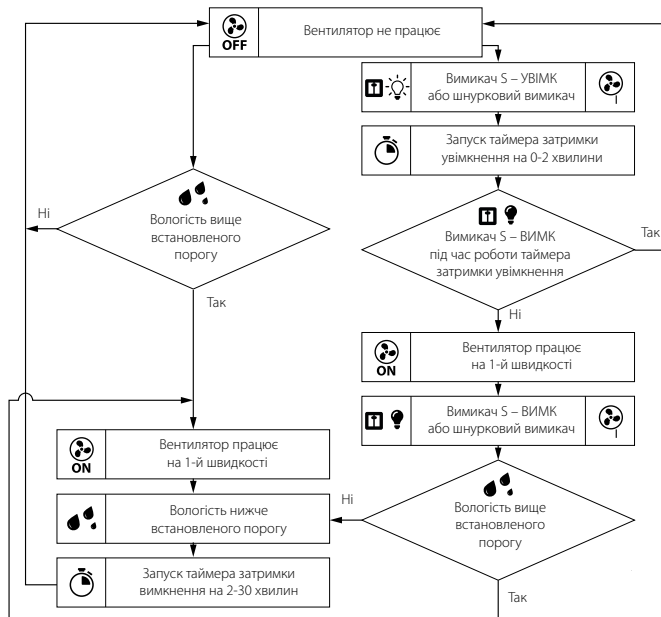 OFF
Вентилятор не працює
Вимикач S – УВІМК
або шнурковий вимикач
Запуск таймера затримки
увімкнення на 0-2 хвилини
Ні
Вологість вище
встановленого
порогу
Так
Вимикач S – ВИМК
під час роботи таймера
затримки увімкнення
Так
Ні
ON
Вентилятор працює
на 1-й швидкості
Вимикач S – ВИМК
або шнурковий вимикач
ON
Вентилятор працює
на 1-й швидкості
Вологість нижче
встановленого порогу
Ні
Вологість вище
встановленого
порогу
Запуск таймера затримки
вимкнення на 2-30 хвилин
Так